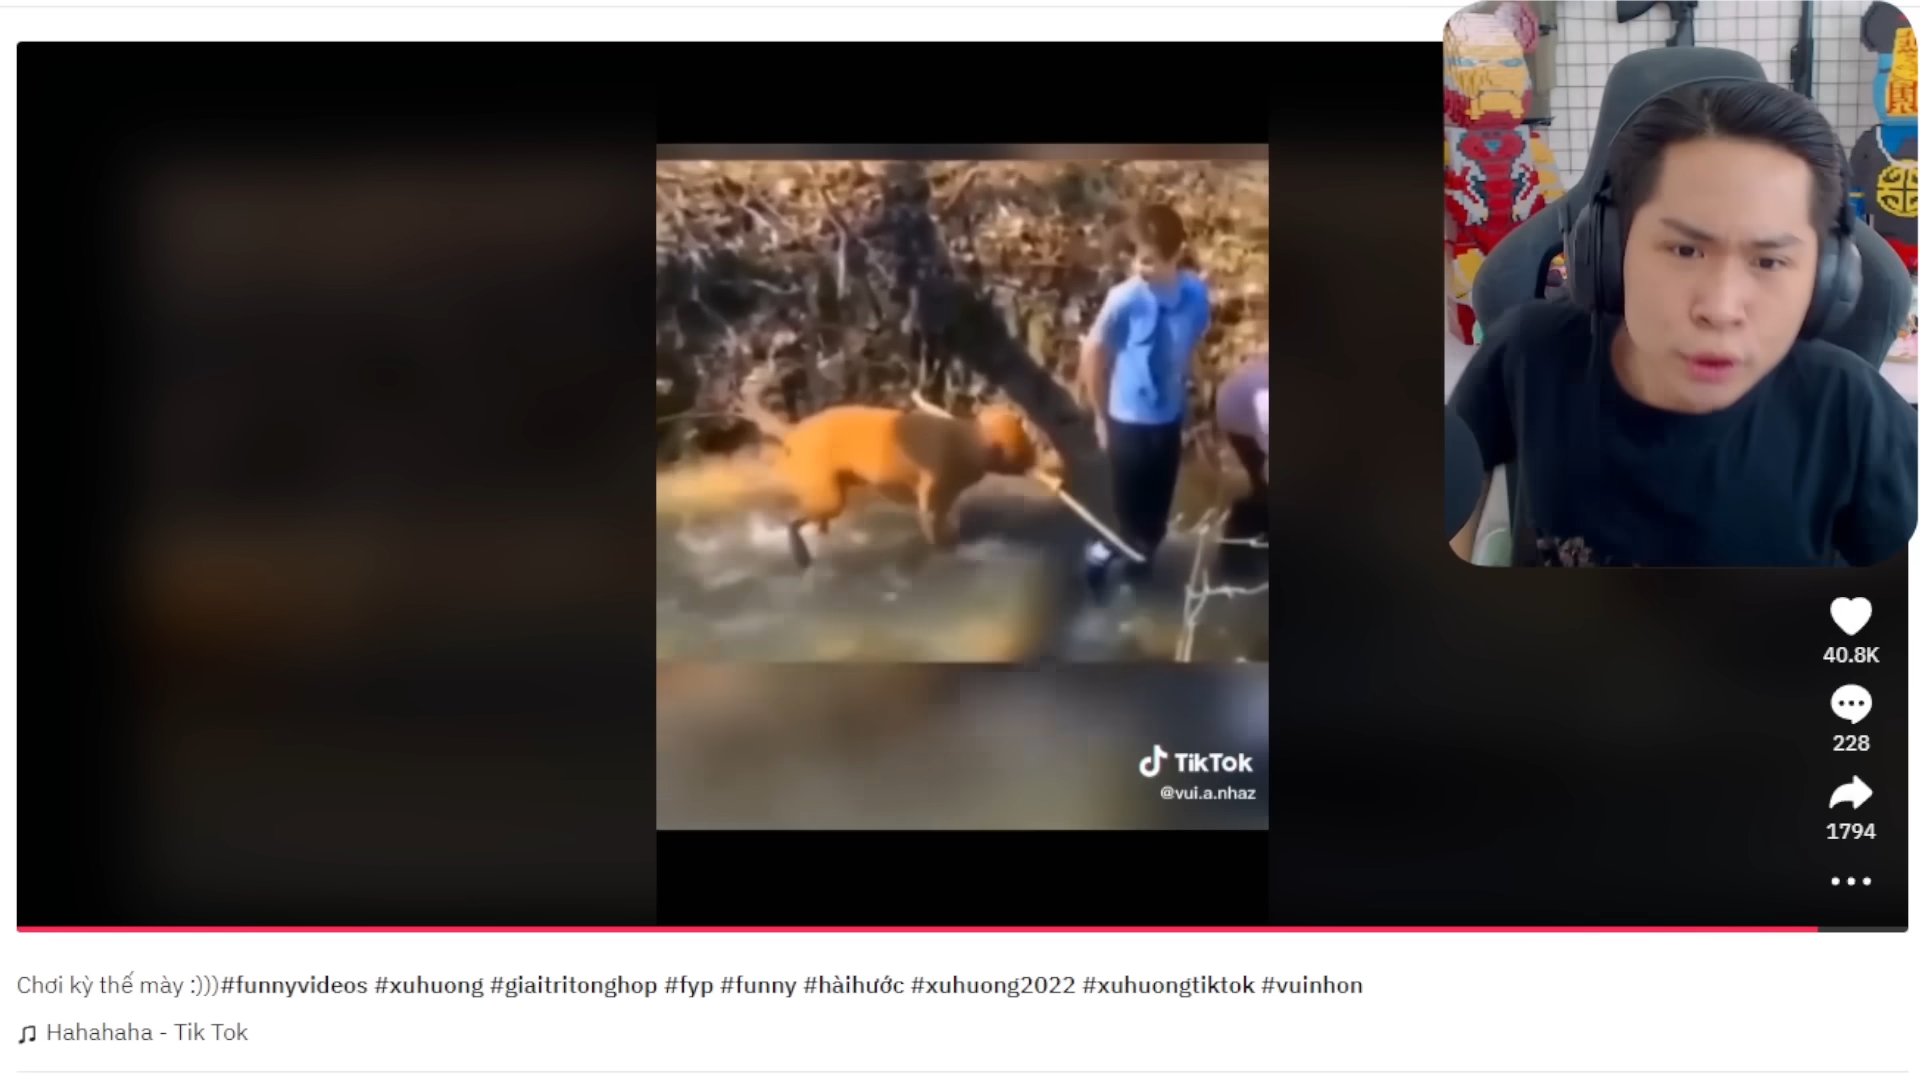 TikTok
@vui.a.nhaz
40.8K
228
1794
Chơi kỳ thế mày :)))#funnyvideos #xuhuong #giaitritonghop #fyp #funny #hàihước #xuhuong2022 #xuhuongtiktok #vuinhon
Hahahaha - Tik Tok